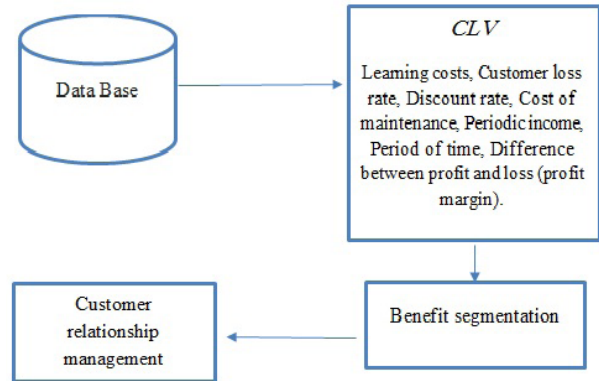 Data Base
CLV
Learning costs, Customer loss
rate, Discount rate, Cost of
maintenance, Periodic income,
Period of time, Difference
between profit and loss (profit
margin).
Customer
relationship
management
Benefit segmentation